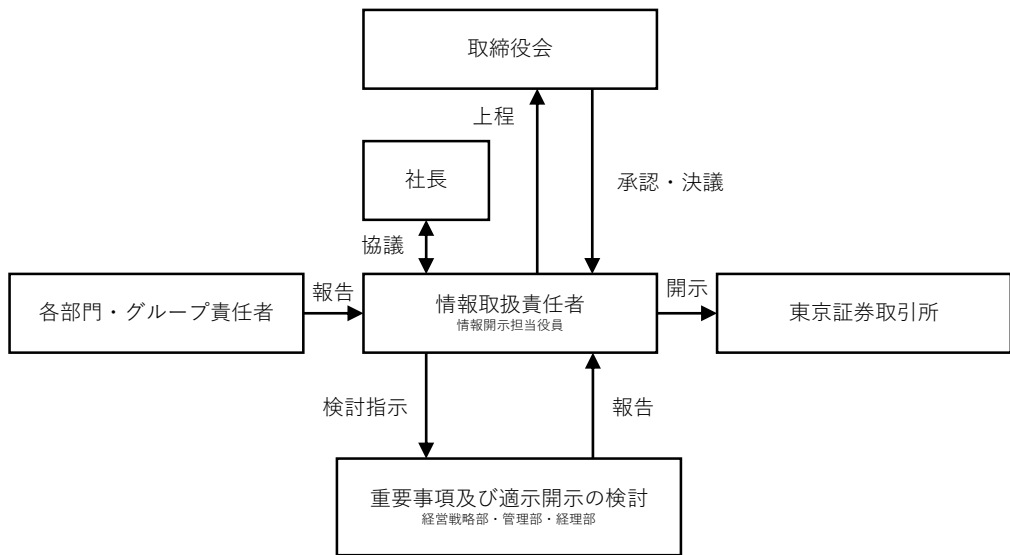 取締役会
上程
社長
承認・決議
協議
各部門・グループ責任者
報告
情報取扱責任者
情報開示担当役員
開示
東京証券取引所
検討指示
報告
重要事項及び適示開示の検討
経営戦略部・管理部・経理部